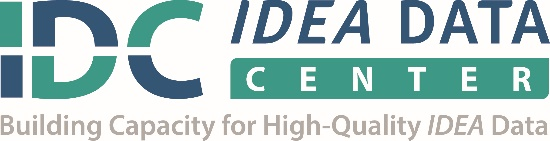 IDC IDEA DATA
CENTER
Building Capacity for High-Quality IDEA Data